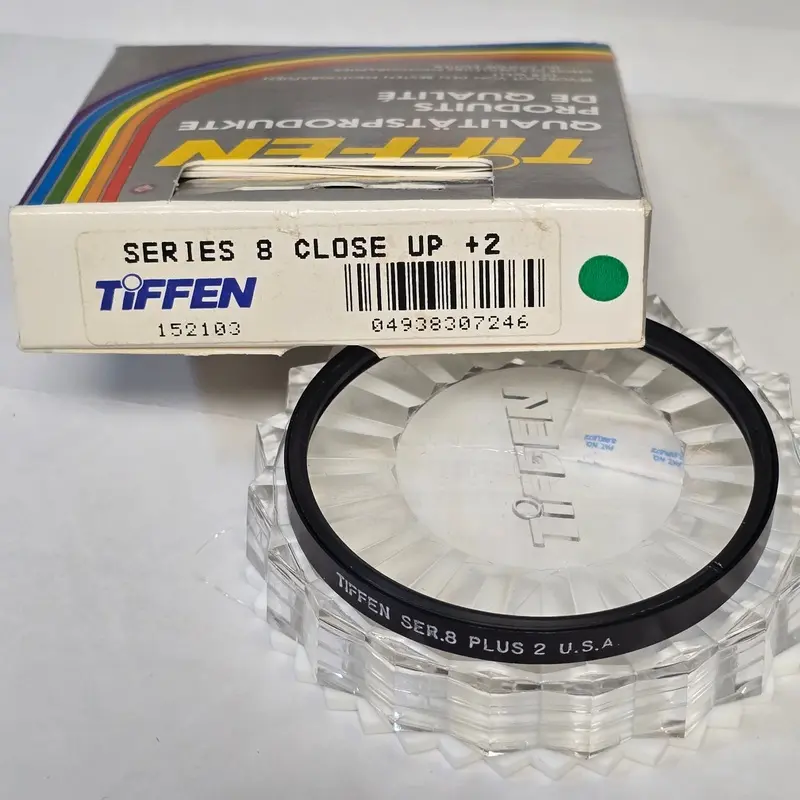 DE QUALITÉ
PRODUITS
QUALITÄTSPRODUKTE
TIFFEN
SERIES 8 CLOSE UP +2
TIFFEN
152103
04938307246
TIFFEN
TIFFEN SER.8 PLUS 2 U.S.A.